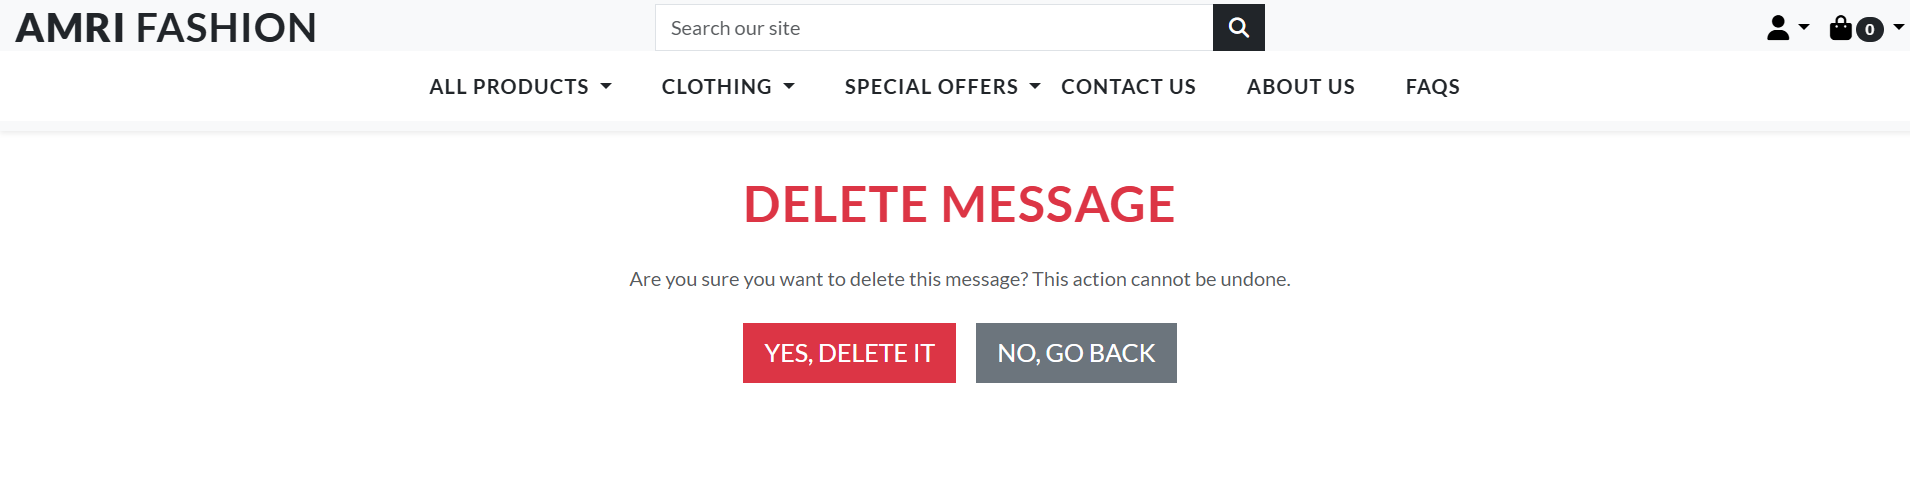 AMRI FASHION
Search our site
0
ALL PRODUCTS
CLOTHING
SPECIAL OFFERS
CONTACT US
ABOUT US
FAQS
DELETE MESSAGE
Are you sure you want to delete this message? This action cannot be undone.
YES, DELETE IT
NO, GO BACK